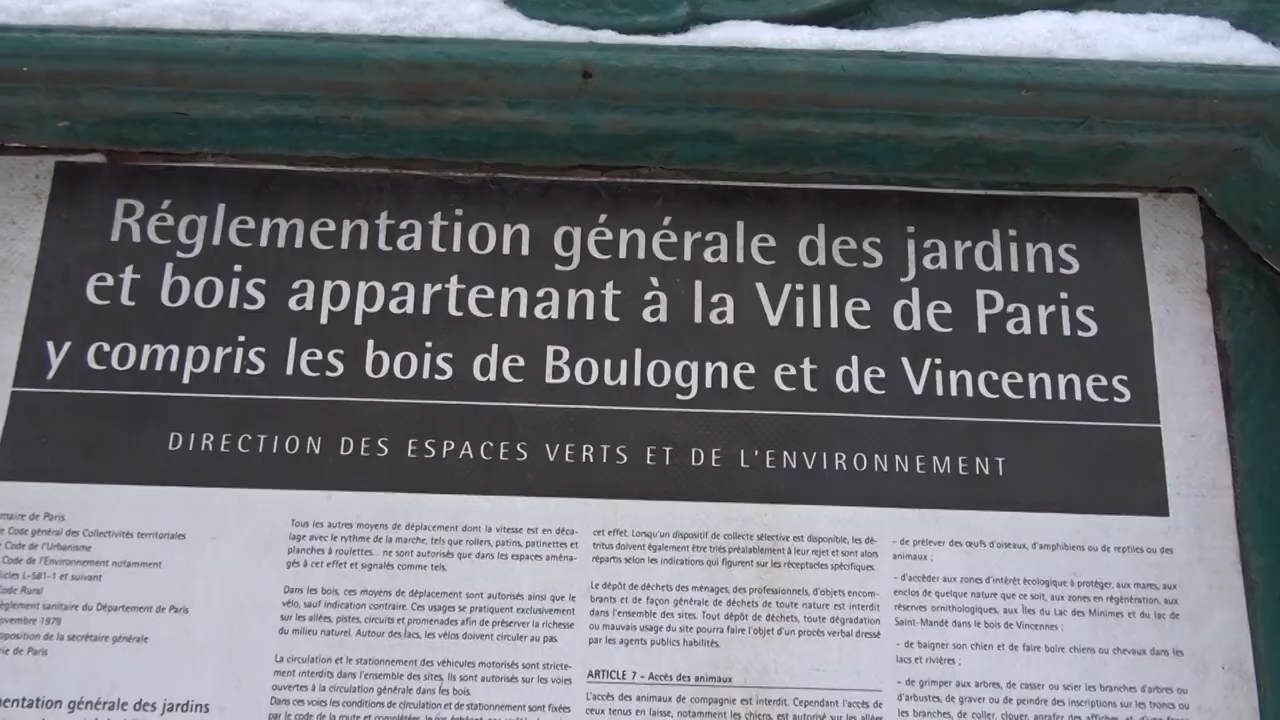 Réglementation générale des jardins
et bois appartenant à la Ville de Paris
y compris les bois de Boulogne et de Vincennes
DIRECTION DES ESPACES VERTS ET DE L'ENVIRONNEMENT
maire de Paris
Code général des Collectivités territoriales
Code de l'Urbanisme
Code de l'Environnement notamment
L-581-1 et suivant
Code Rural
règlement sanitaire du Département de Paris
novembre 1979
proposition de la secrétaire générale
de Paris
mentation générale des jardins
Tous les autres moyens de déplacement dont la vitesse est en déca-
lage avec le rythme de la marche, tels que rollers, patins, patinettes et
planches à roulettes... ne sont autorisés que dans les espaces aména-
gés à cet effet et signalés comme tels.
Dans les bois, ces moyens de déplacement sont autorisés ainsi que le
vélo, sauf indication contraire. Ces usages se pratiquent exclusivement
sur les allées, pistes, circuits et promenades afin de préserver la richesse
du milieu naturel. Autour des lacs, les vélos doivent circuler au pas.
La circulation et le stationnement des véhicules motorisés sont stricte-
ment interdits dans l'ensemble des sites. Ils sont autorisés sur les voies
ouvertes à la circulation générale dans les bois.
Dans ces voies les conditions de circulation et de stationnement sont fixées
par le code de la route et complétées, le cas échéant,
cet effet. Lorsqu'un dispositif de collecte sélective est disponible, les dé-
tritus doivent également être triés préalablement à leur rejet et sont alors
répartis selon les indications qui figurent sur les réceptacles spécifiques.
Le dépôt de déchets des ménages, des professionnels, d'objets encom-
brants et de façon générale de déchets de toute nature est interdit
dans l'ensemble des sites. Tout dépôt de déchets, toute dégradation
ou mauvais usage du site pourra faire l'objet d'un procès verbal dressé
par les agents publics habilités.
ARTICLE 7 - Accès des animaux
L'accès des animaux de compagnie est interdit. Cependant l'accès de
ceux tenus en laisse, notamment les chiens, est autorisé sur les allées
- de prélever des œufs d'oiseaux, d'amphibiens ou de reptiles ou des
animaux ;
- d'accéder aux zones d'intérêt écologique à protéger, aux mares, aux
enclos de quelque nature que ce soit, aux zones en régénération, aux
réserves ornithologiques, aux Îles du Lac des Minimes et du lac de
Saint-Mandé dans le bois de Vincennes ;
- de baigner son chien et de faire boire chiens ou chevaux dans les
lacs et rivières ;
- de grimper aux arbres, de casser ou scier les branches d'arbres ou
d'arbustes, de graver ou de peindre des inscriptions sur les troncs ou
les branches, de coller, clouer, agrafer des affiches